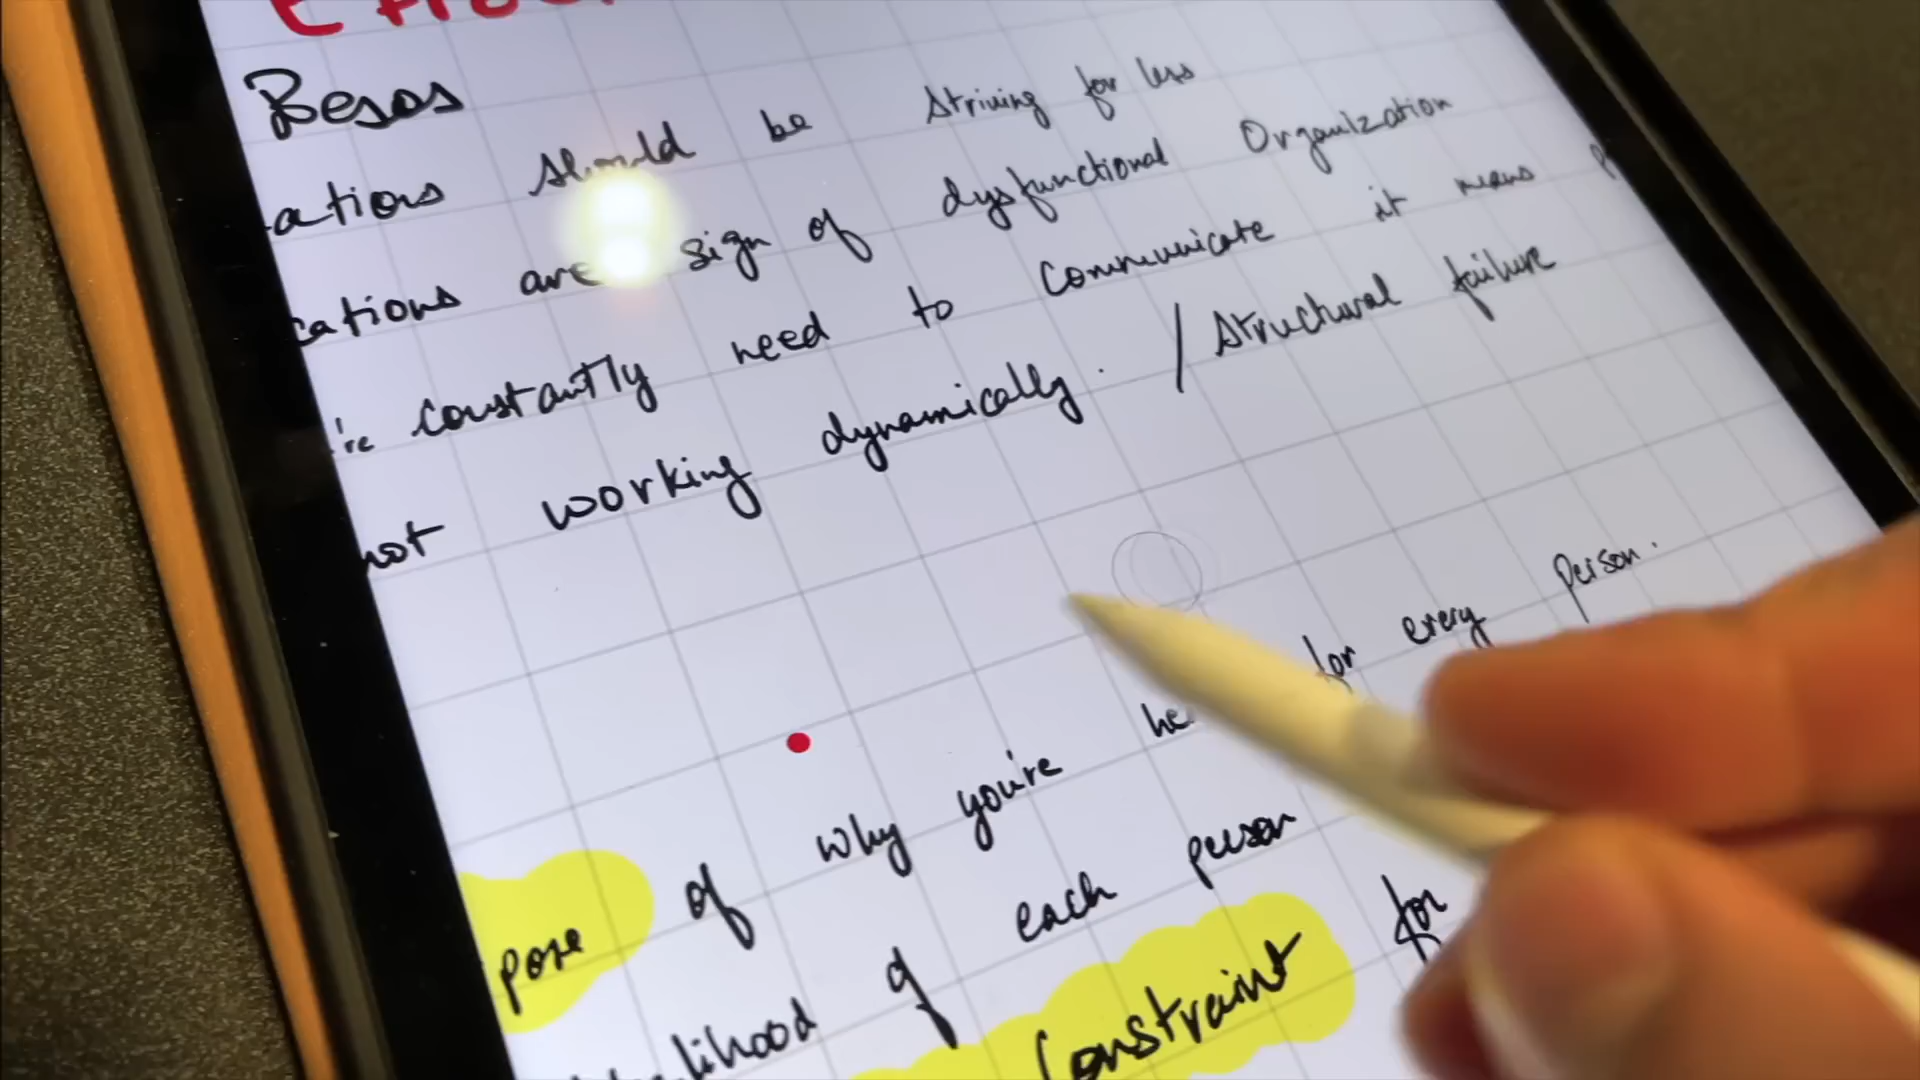 Besos
ations should be striving for less
cations are sign of dysfunctional Organization
're constantly need to communicate it means
not working dynamically. / Structural failure
for every person.
pose of why you're he
lihood of each person
Constraint for